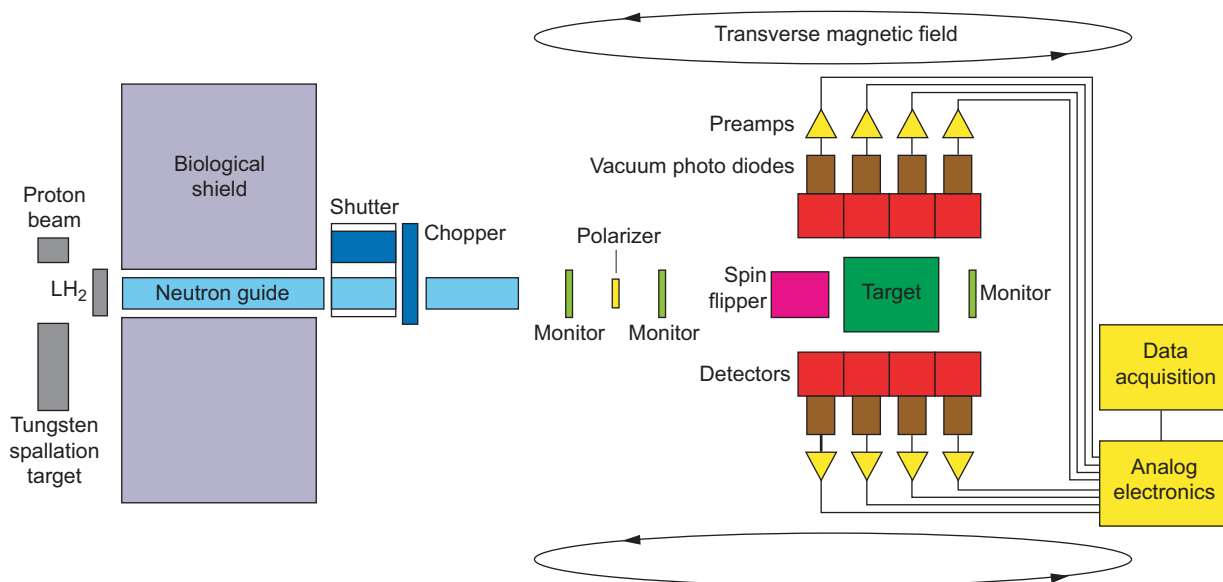 Transverse magnetic field
Preamps
Vacuum photo diodes
Biological
shield
Proton
beam
Shutter
Chopper
Polarizer
LH2
Neutron guide
Spin
flipper
Target
Monitor
Monitor
Monitor
Detectors
Data
acquisition
Tungsten
spallation
target
Analog
electronics